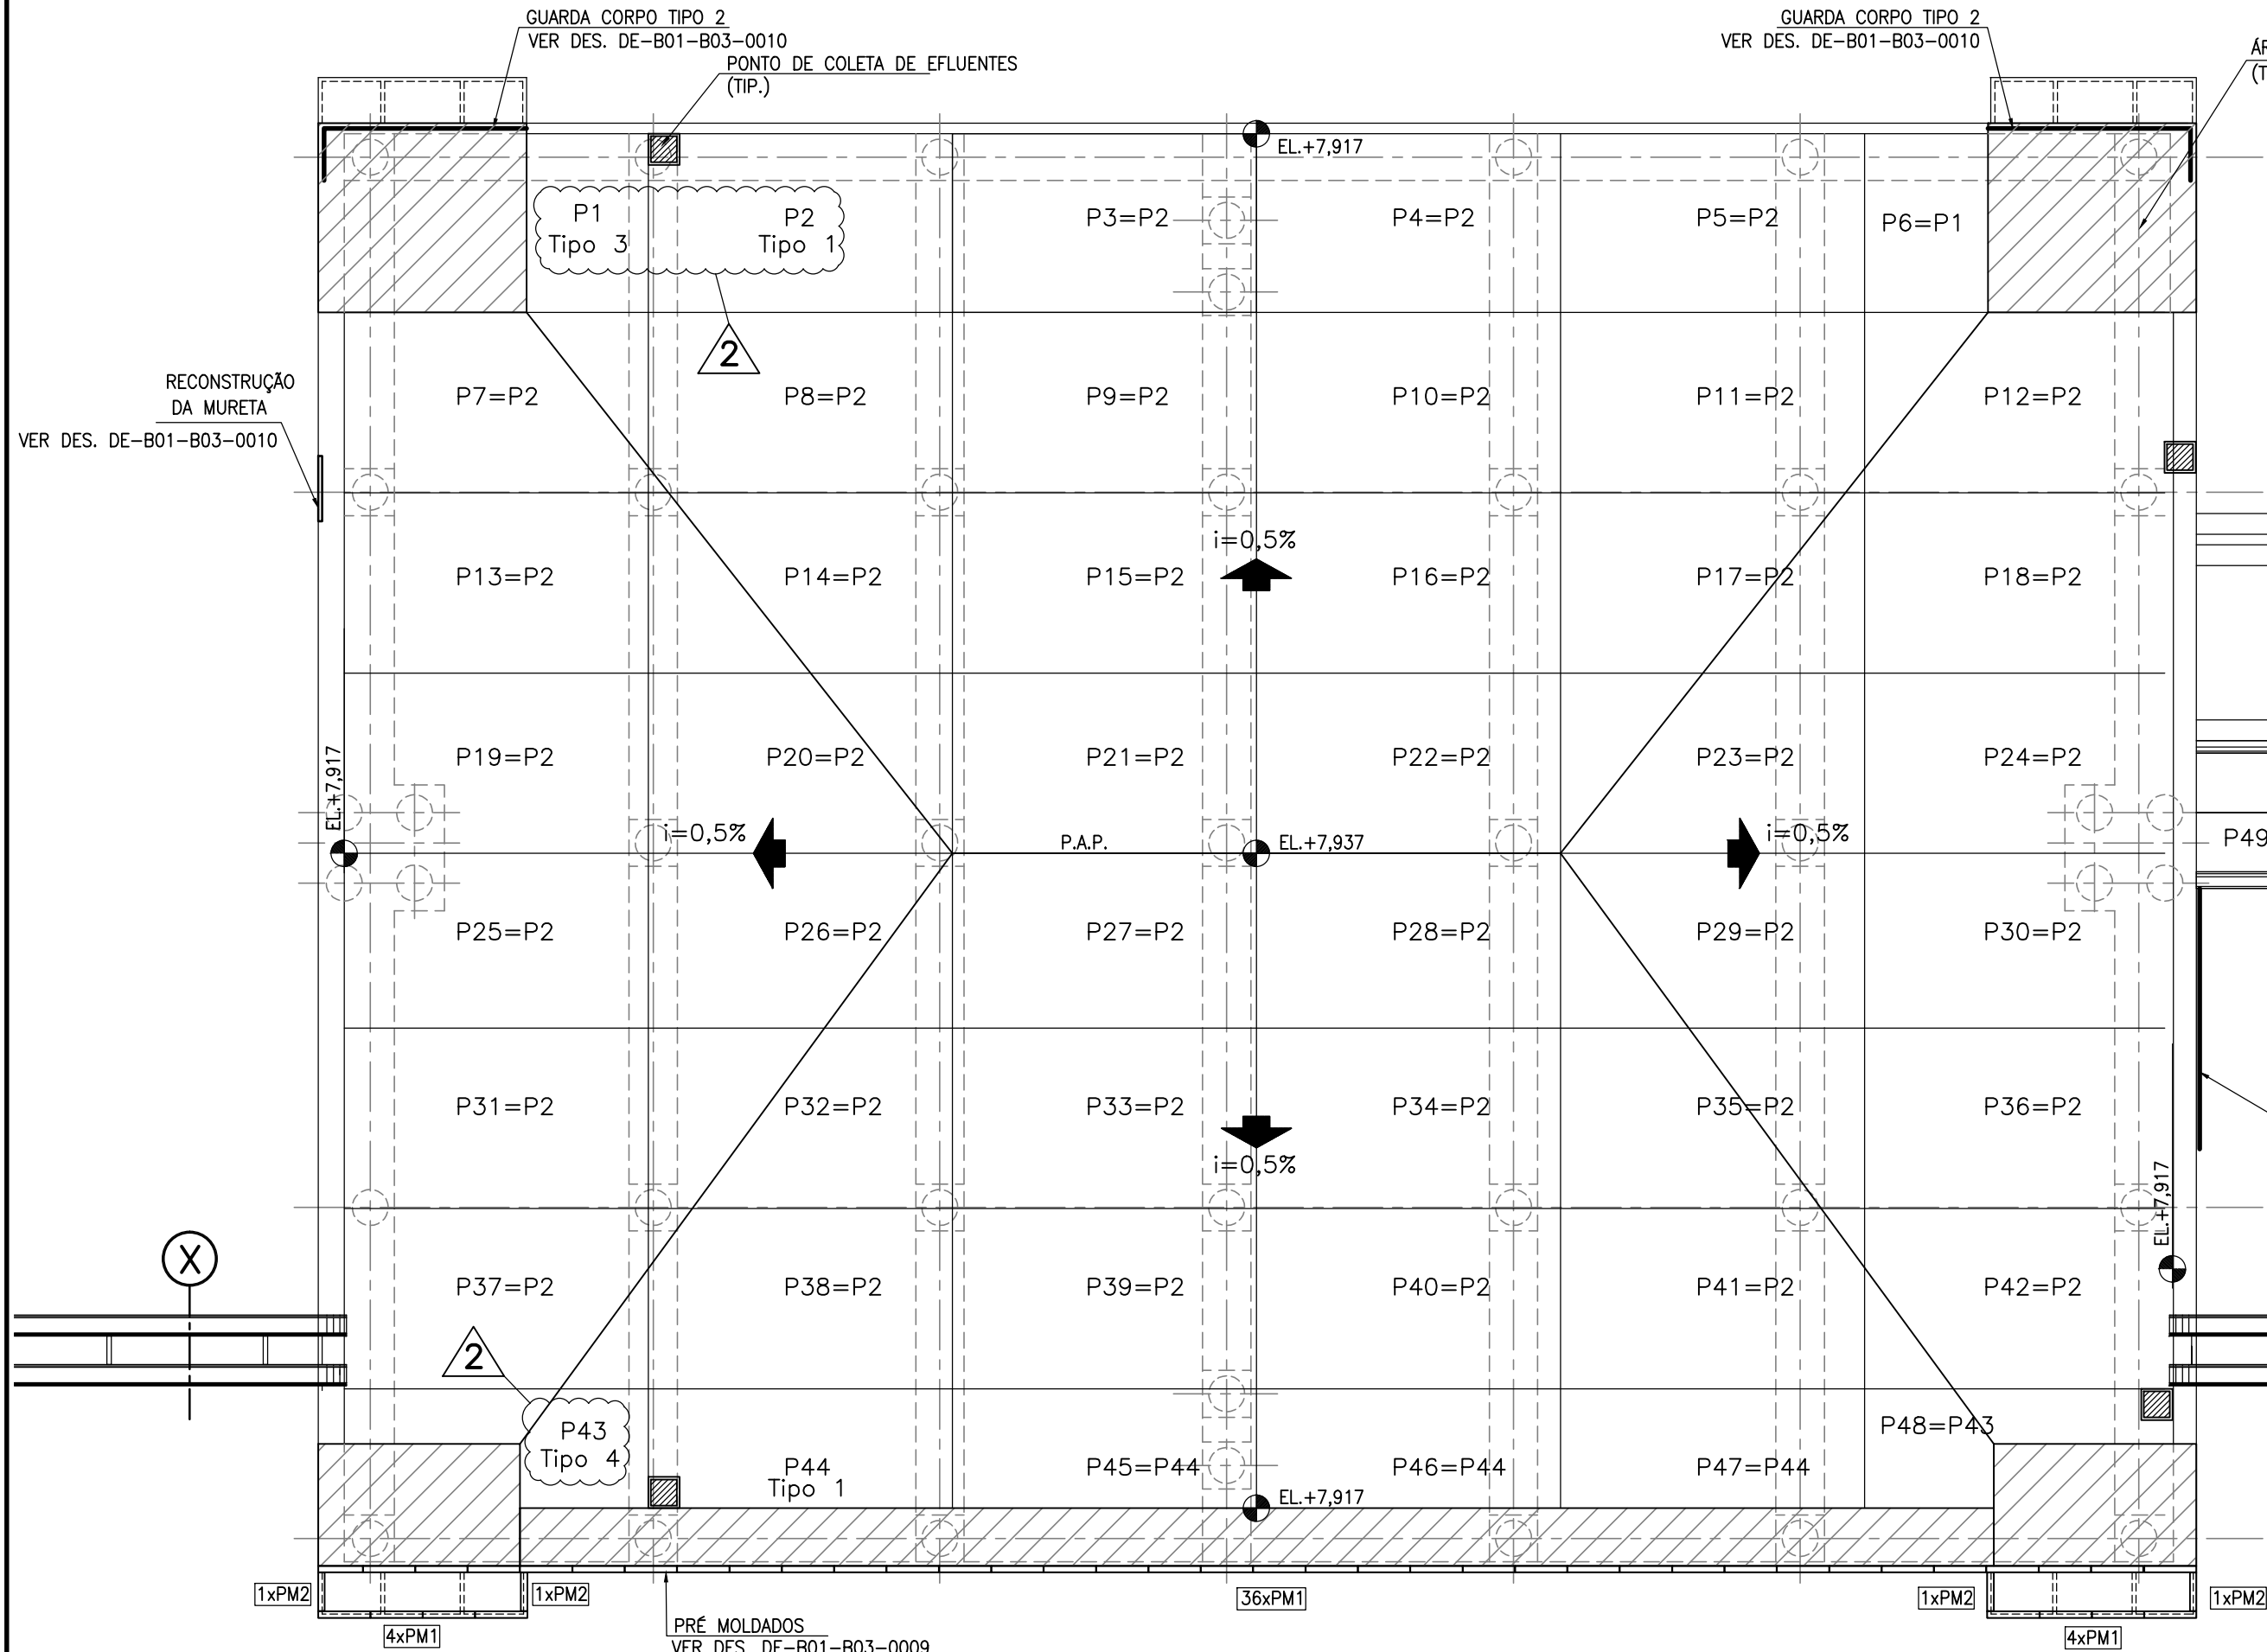 GUARDA CORPO TIPO 2
VER DES. DE-B01-B03-0010
PONTO DE COLETA DE EFLUENTES
(TIP.)
GUARDA CORPO TIPO 2
VER DES. DE-B01-B03-0010
EL.+7,917
P1
Tipo 3
P2
Tipo 1
P3=P2
P4=P2
P5=P2
P6=P1
2
RECONSTRUÇÃO
DA MURETA
VER DES. DE-B01-B03-0010
P7=P2
P8=P2
P9=P2
P10=P2
P11=P2
P12=P2
i=0,5%
P13=P2
P14=P2
P15=P2
P16=P2
P17=P2
P18=P2
P19=P2
P20=P2
P21=P2
P22=P2
P23=P2
P24=P2
EL.+7,917
i=0,5%
P.A.P.
EL.+7,937
i=0,5%
P49
P25=P2
P26=P2
P27=P2
P28=P2
P29=P2
P30=P2
P31=P2
P32=P2
P33=P2
P34=P2
P35=P2
P36=P2
i=0,5%
EL.+7,917
X
P37=P2
P38=P2
P39=P2
P40=P2
P41=P2
P42=P2
2
P43
Tipo 4
P44
Tipo 1
P45=P44
P46=P44
P47=P44
P48=P43
EL.+7,917
1xPM2
1xPM2
36xPM1
1xPM2
1xPM2
4xPM1
PRÉ MOLDADOS
VER DES. DE-B01-B03-0009
4xPM1